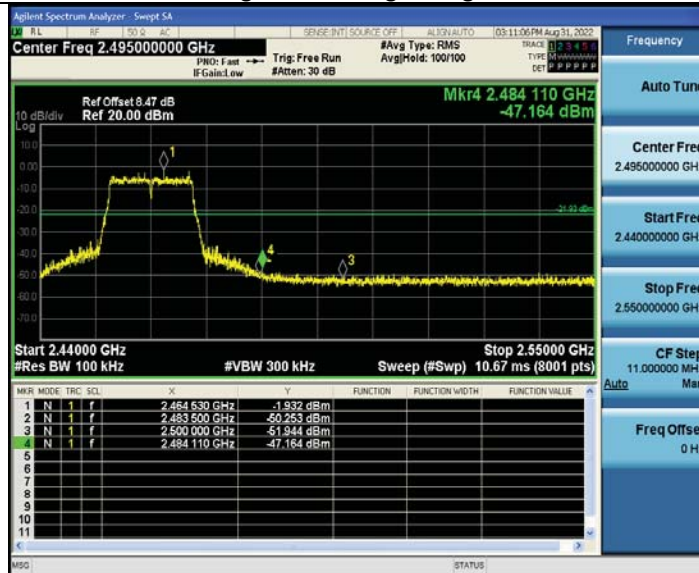 Agilent Spectrum Analyzer - Swept SA
RL RF 50 Ω AC SENSE:INT SOURCE OFF ALIGN AUTO 03:11:06 PM Aug 31, 2022
Center Freq 2.495000000 GHz
PNO: Fast
IFGain:Low
Trig: Free Run
#Atten: 30 dB
#Avg Type: RMS
Avg|Hold: 100/100
TRACE 1 2 3 4 5 6
TYPE M
DET P P P P P P
Frequency
Auto Tune
Center Freq
2.495000000 GH
Start Freq
2.440000000 GH
Stop Freq
2.550000000 GH
CF Step
11.000000 MH
Auto Man
Freq Offse
0 H
Mkr4 2.484 110 GHz
-47.164 dBm
Ref Offset 8.47 dB
10 dB/div Ref 20.00 dBm
Log
10.0
0.00
-10.0
-20.0
-30.0
-40.0
-50.0
-60.0
-70.0
1
-21.93 dBm
4
3
Start 2.44000 GHz
#Res BW 100 kHz
#VBW 300 kHz
Stop 2.55000 GHz
Sweep (#Swp) 10.67 ms (8001 pts)
MKR MODE TRC SCL X Y FUNCTION FUNCTION WIDTH FUNCTION VALUE
1 N 1 f 2.464 530 GHz -1.932 dBm
2 N 1 f 2.483 500 GHz -50.253 dBm
3 N 1 f 2.500 000 GHz -51.944 dBm
4 N 1 f 2.484 110 GHz -47.164 dBm
5
6
7
8
9
10
11
MSG STATUS